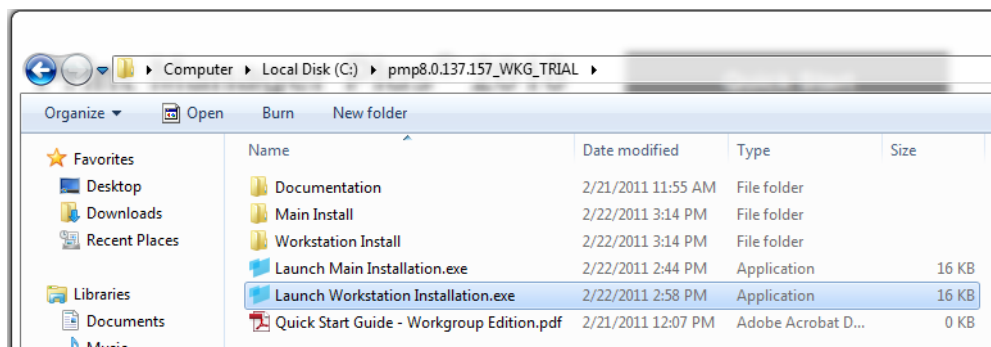 Computer ▸ Local Disk (C:) ▸ pmp8.0.137.157_WKG_TRIAL ▸
Organize Open Burn New folder
Name Date modified Type Size
Favorites
Desktop
Downloads
Recent Places
Libraries
Documents
Music
Documentation 2/21/2011 11:55 AM File folder
Main Install 2/22/2011 3:14 PM File folder
Workstation Install 2/22/2011 3:14 PM File folder
Launch Main Installation.exe 2/22/2011 2:44 PM Application 16 KB
Launch Workstation Installation.exe 2/22/2011 2:58 PM Application 16 KB
Quick Start Guide - Workgroup Edition.pdf 2/21/2011 12:07 PM Adobe Acrobat D... 0 KB